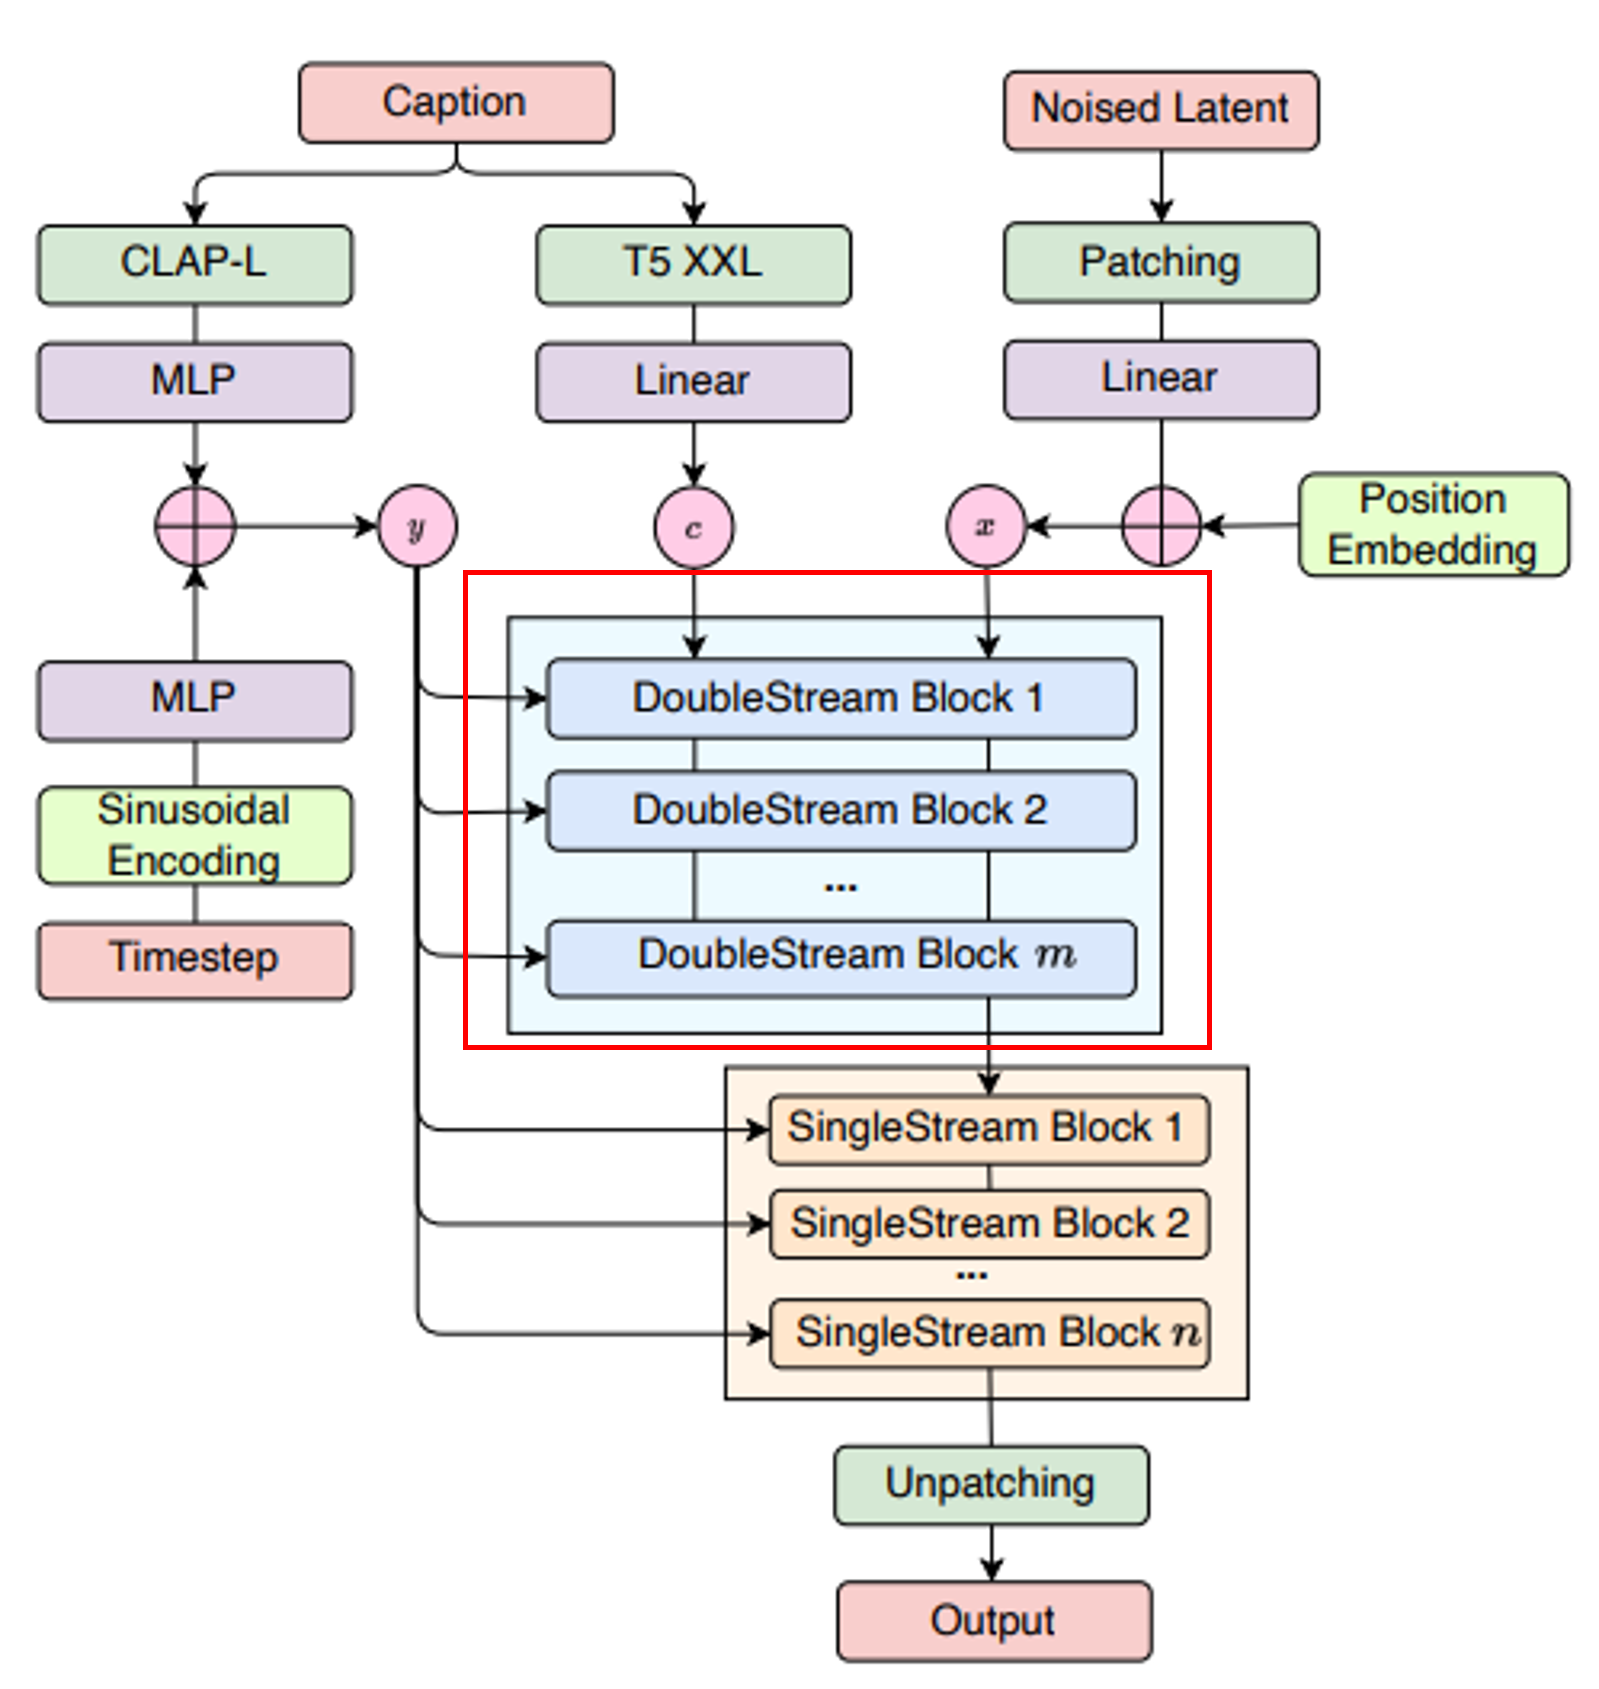 Caption
Noised Latent
CLAP-L
T5 XXL
Patching
MLP
Linear
Linear
y
c
x
Position
Embedding
MLP
DoubleStream Block 1
Sinusoidal
Encoding
DoubleStream Block 2
...
Timestep
DoubleStream Block m
SingleStream Block 1
SingleStream Block 2
...
SingleStream Block n
Unpatching
Output